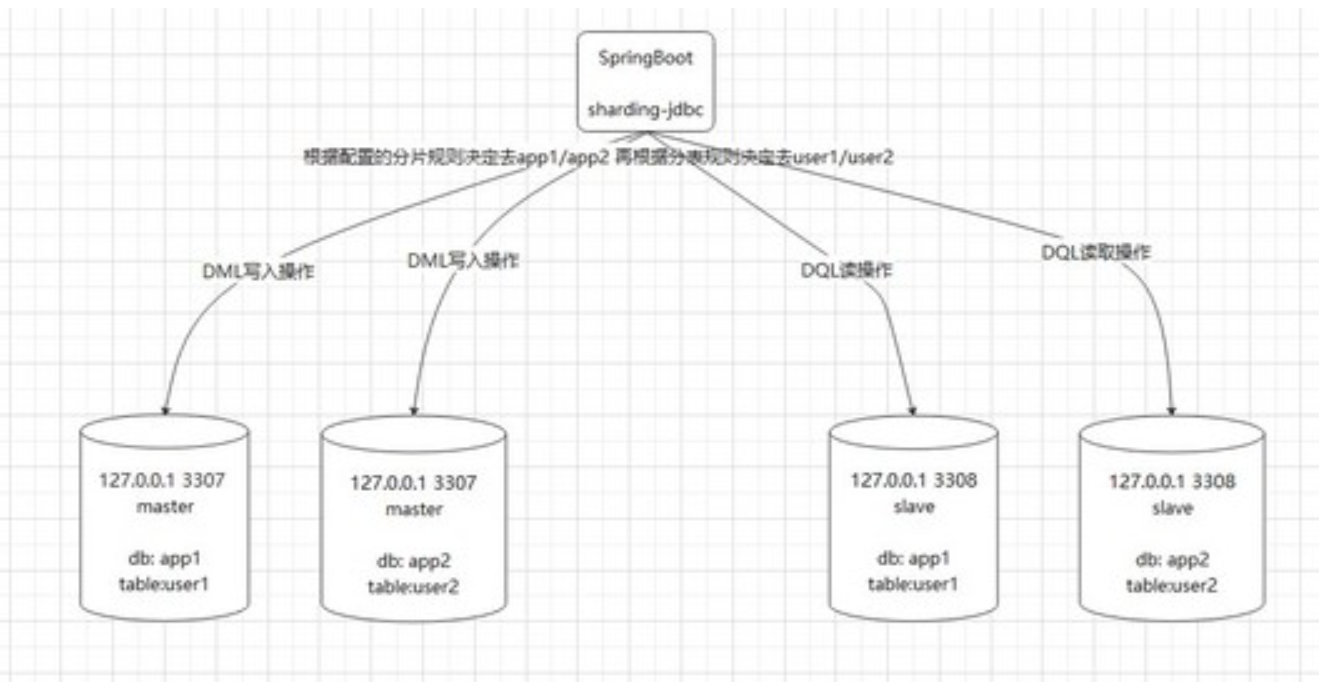 SpringBoot
sharding-jdbc
根据配置的分片规则决定去app1/app2 再根据分表规则决定去user1/user2
DML写入操作
DML写入操作
DQL读操作
DQL读取操作
127.0.0.1 3307
master
db: app1
table:user1
127.0.0.1 3307
master
db: app2
table:user2
127.0.0.1 3308
slave
db: app1
table:user1
127.0.0.1 3308
slave
db: app2
table:user2